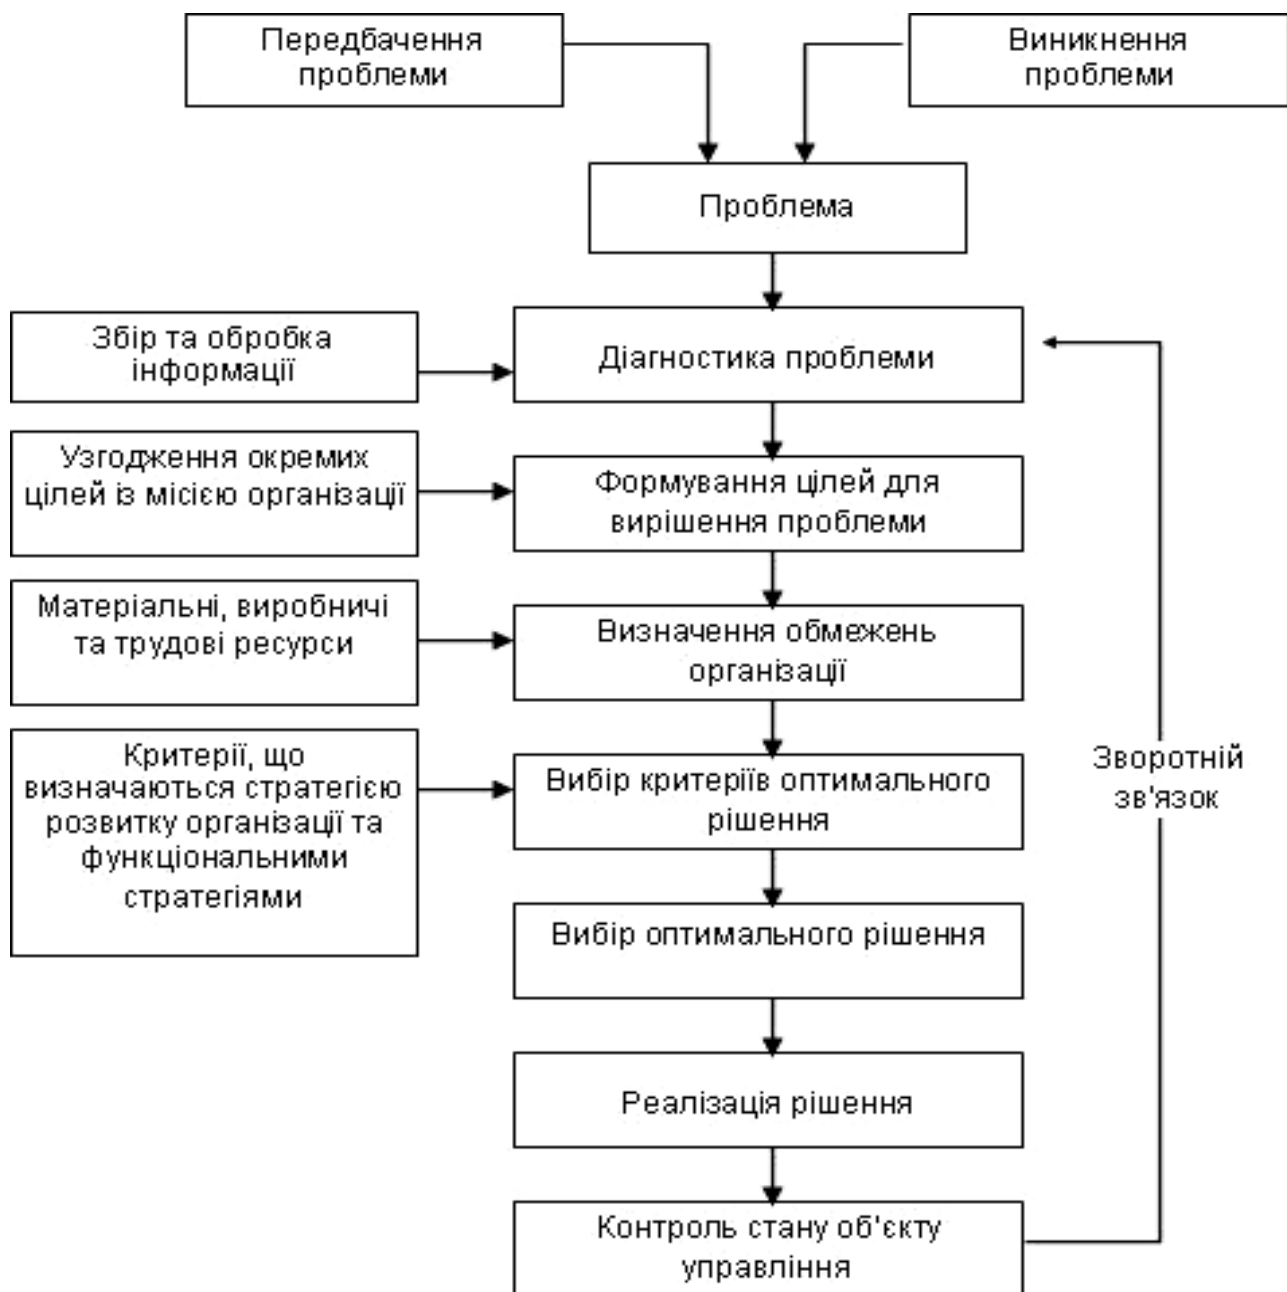 Передбачення
проблеми
Виникнення
проблеми
Проблема
Збір та обробка
інформації
Діагностика проблеми
Узгодження окремих
цілей із місією організації
Формування цілей для
вирішення проблеми
Матеріальні, виробничі
та трудові ресурси
Визначення обмежень
організації
Критерії, що
визначаються стратегією
розвитку організації та
функціональними
стратегіями
Вибір критеріїв оптимального
рішення
Зворотній
зв'язок
Вибір оптимального рішення
Реалізація рішення
Контроль стану об'єкту
управління